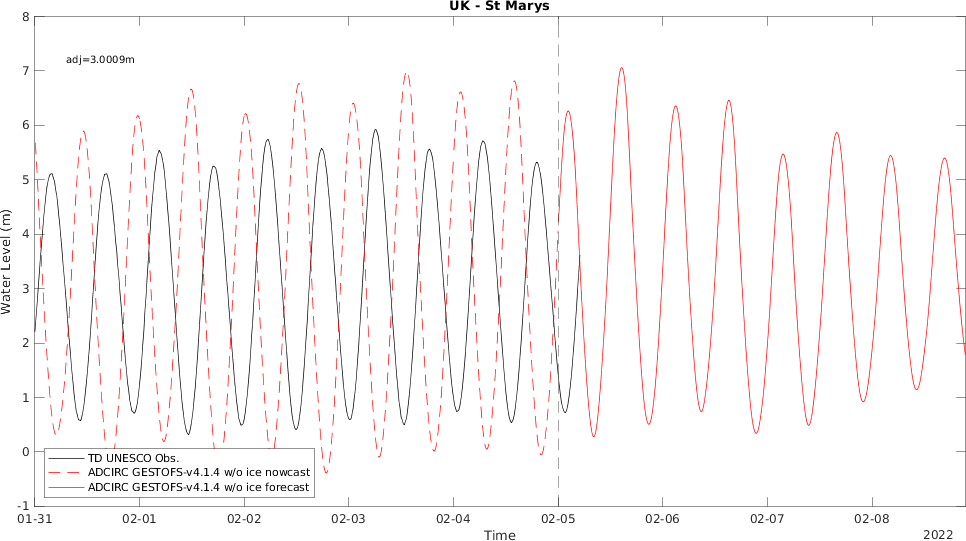 UK - St Marys
adj=3.0009m
Water Level (m)
8
7
6
5
4
3
2
1
0
-1
TD UNESCO Obs.
ADCIRC GESTOFS-v4.1.4 w/o ice nowcast
ADCIRC GESTOFS-v4.1.4 w/o ice forecast
01-31 02-01 02-02 02-03 02-04 02-05 02-06 02-07 02-08
Time
2022